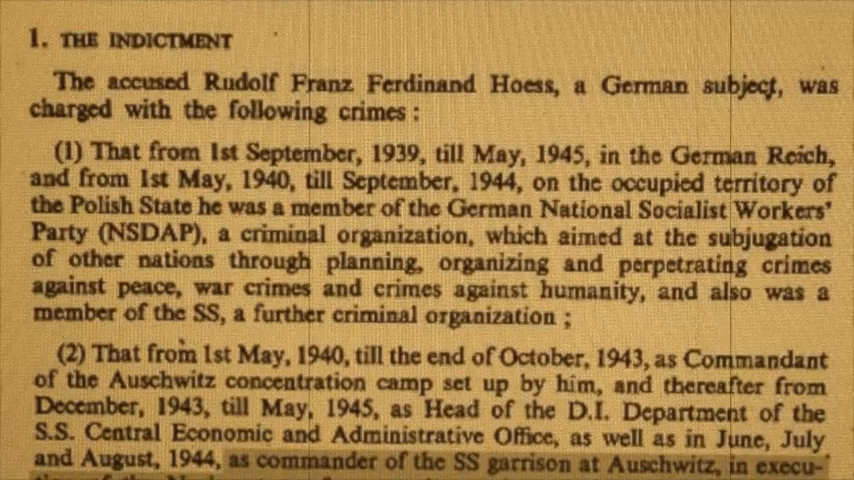 1. THE INDICTMENT
The accused Rudolf Franz Ferdinand Hoess, a German subject, was
charged with the following crimes :
(1) That from 1st September, 1939, till May, 1945, in the German Reich,
and from 1st May, 1940, till September, 1944, on the occupied territory of
the Polish State he was a member of the German National Socialist Workers'
Party (NSDAP), a criminal organization, which aimed at the subjugation
of other nations through planning, organizing and perpetrating crimes
against peace, war crimes and crimes against humanity, and also was a
member of the SS, a further criminal organization ;
(2) That from 1st May, 1940, till the end of October, 1943, as Commandant
of the Auschwitz concentration camp set up by him, and thereafter from
December, 1943, till May, 1945, as Head of the D.I. Department of the
S.S. Central Economic and Administrative Office, as well as in June, July
and August, 1944, as commander of the SS garrison at Auschwitz, in execu-